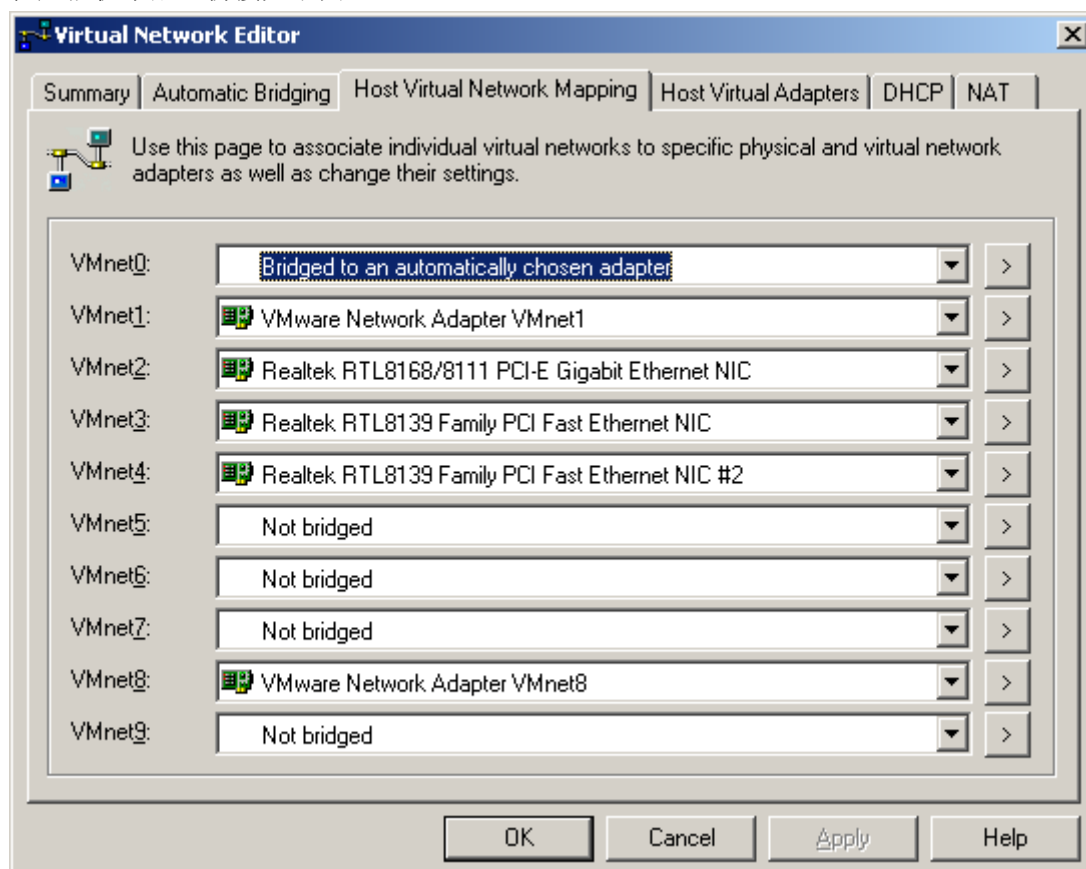 Virtual Network Editor
Summary Automatic Bridging Host Virtual Network Mapping Host Virtual Adapters DHCP NAT
Use this page to associate individual virtual networks to specific physical and virtual network
adapters as well as change their settings.
VMnet0: Bridged to an automatically chosen adapter >
VMnet1: VMware Network Adapter VMnet1 >
VMnet2: Realtek RTL8168/8111 PCI-E Gigabit Ethernet NIC >
VMnet3: Realtek RTL8139 Family PCI Fast Ethernet NIC >
VMnet4: Realtek RTL8139 Family PCI Fast Ethernet NIC #2 >
VMnet5: Not bridged >
VMnet6: Not bridged >
VMnet7: Not bridged >
VMnet8: VMware Network Adapter VMnet8 >
VMnet9: Not bridged >
OK Cancel Apply Help